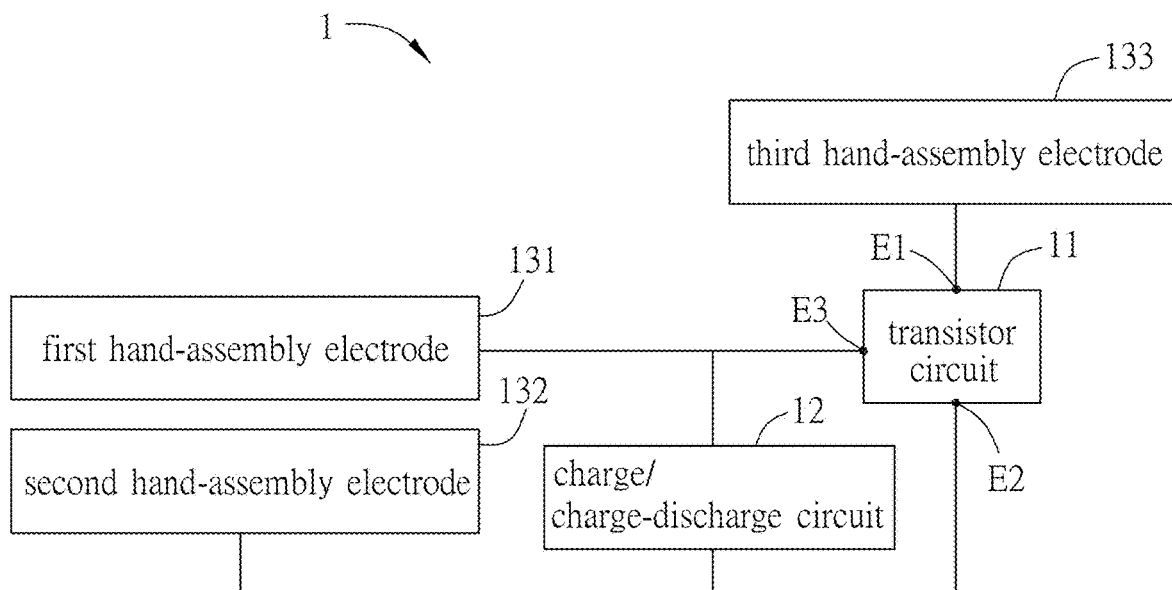 1
133
third hand-assembly electrode
E1
11
131
E3
first hand-assembly electrode
transistor
circuit
132
12
second hand-assembly electrode
charge/
charge-discharge circuit
E2